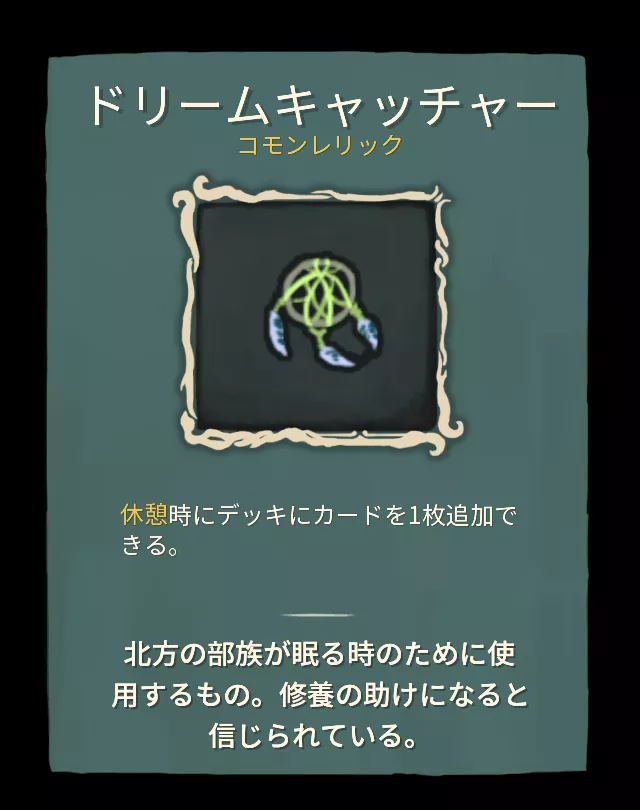 ドリームキャッチャー
コモンレリック
休憩時にデッキにカードを1枚追加で
きる。
北方の部族が眠る時のために使
用するもの。修養の助けになると
信じられている。